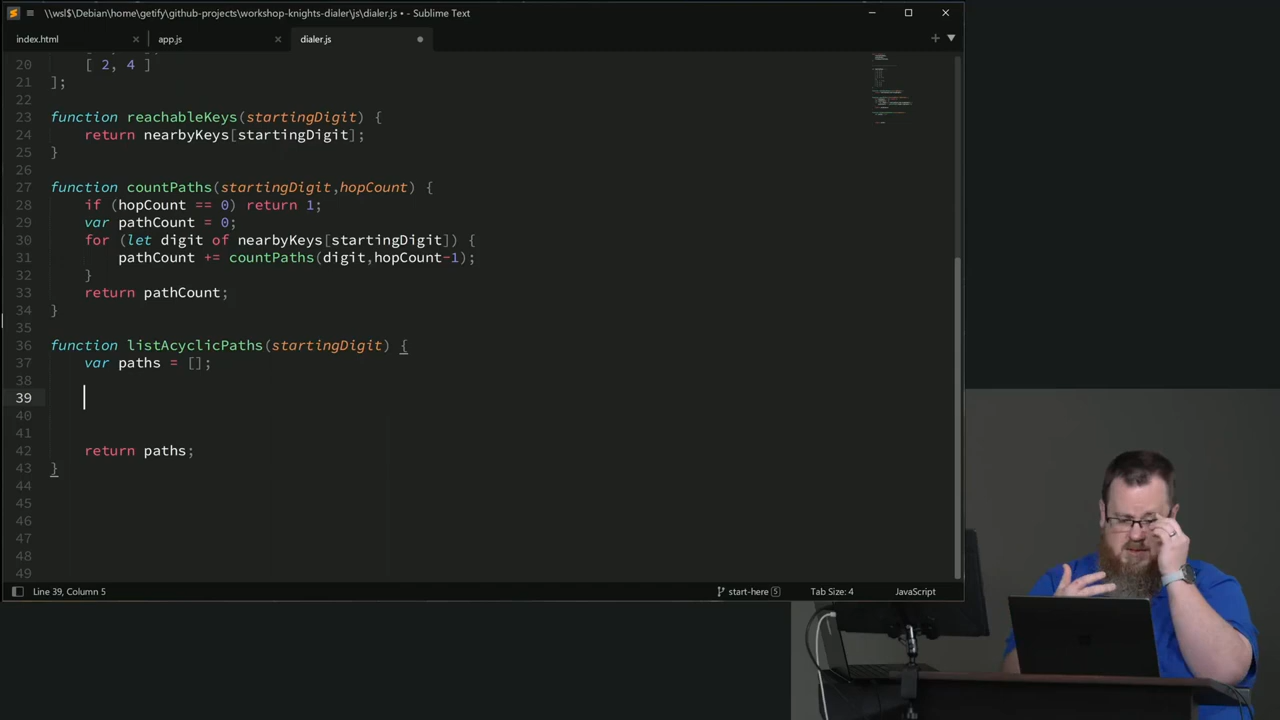 \\wsl$\Debian\home\getify\github-projects\workshop-knights-dialer\js\dialer.js • - Sublime Text
index.html
app.js
dialer.js
20 [ 2, 4 ]
21 ];
22
23 function reachableKeys(startingDigit) {
24 return nearbyKeys[startingDigit];
25 }
26
27 function countPaths(startingDigit,hopCount) {
28 if (hopCount == 0) return 1;
29 var pathCount = 0;
30 for (let digit of nearbyKeys[startingDigit]) {
31 pathCount += countPaths(digit,hopCount-1);
32 }
33 return pathCount;
34 }
35
36 function listAcyclicPaths(startingDigit) {
37 var paths = [];
38
39
40
41
42 return paths;
43 }
44
45
46
47
48
49
Line 39, Column 5
start-here 5
Tab Size: 4
JavaScript